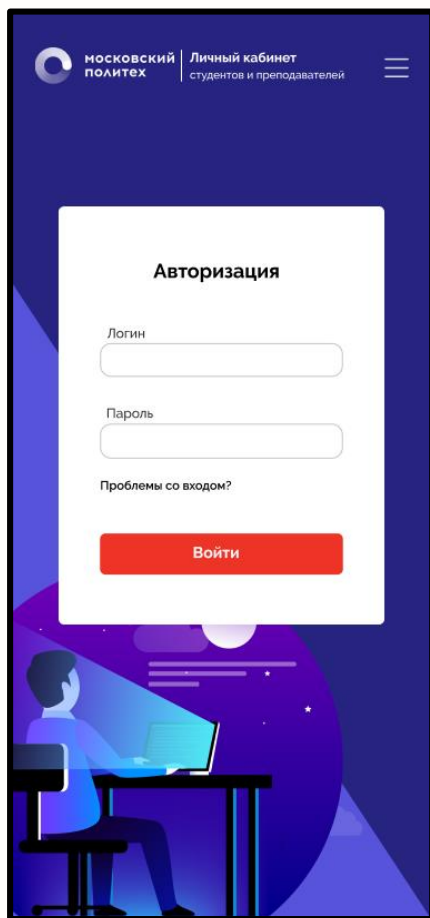 московский
политех
Личный кабинет
студентов и преподавателей
Авторизация
Логин
Пароль
Проблемы со входом?
Войти